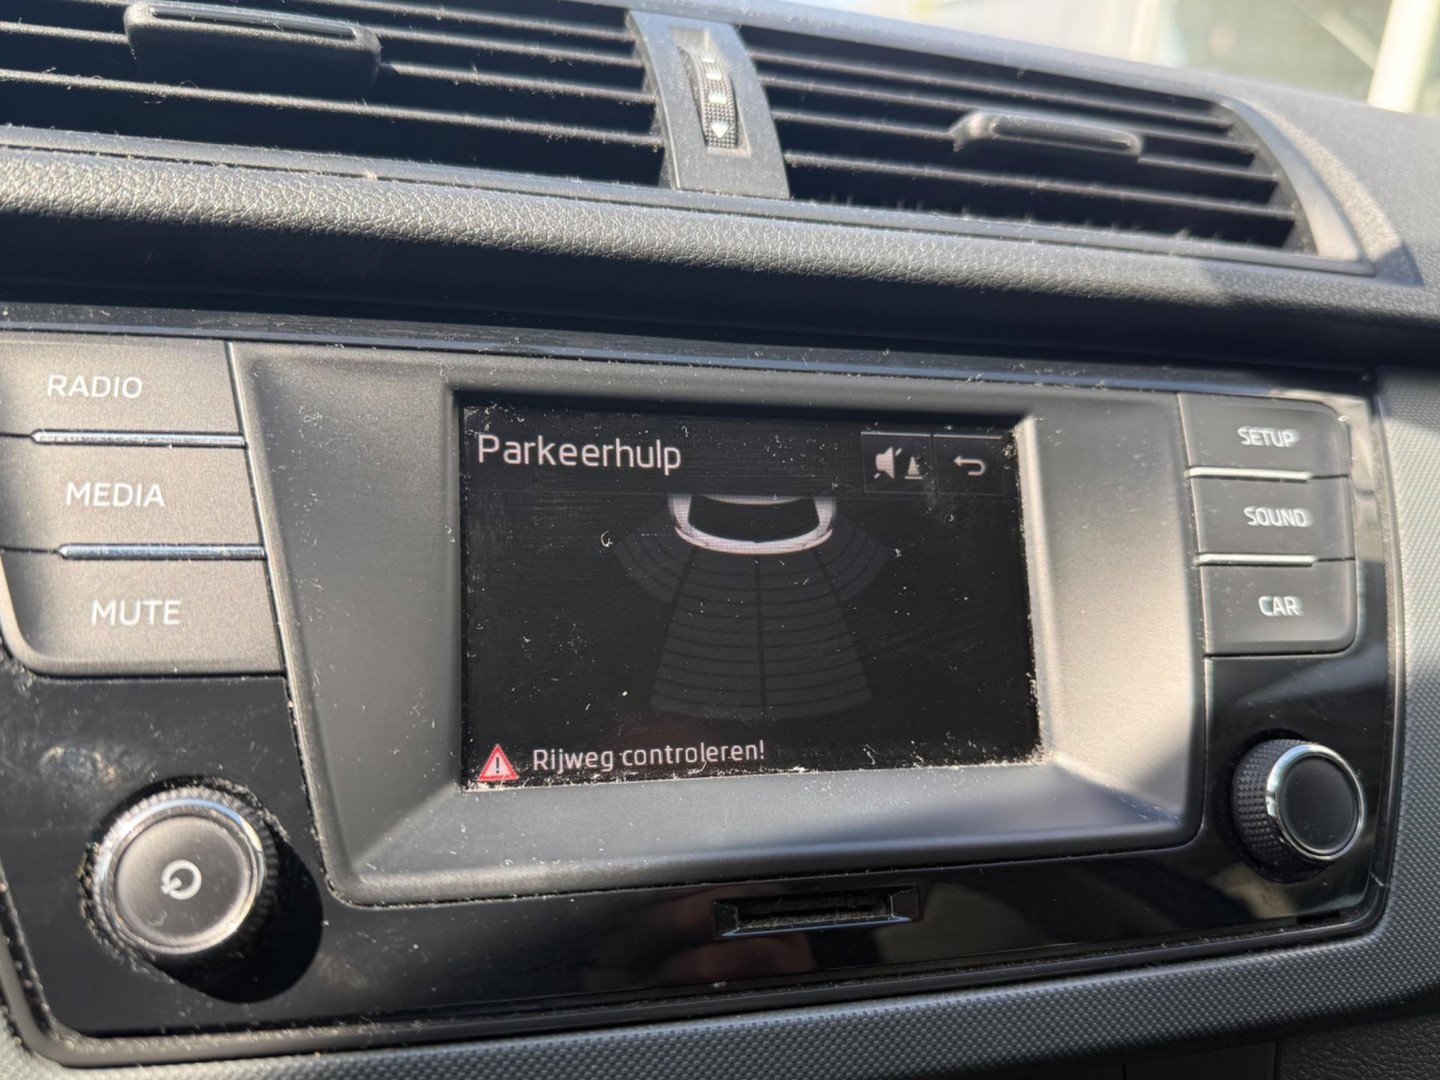 RADIO
MEDIA
MUTE
Parkeerhulp
Rijweg controleren!
SETUP
SOUND
CAR